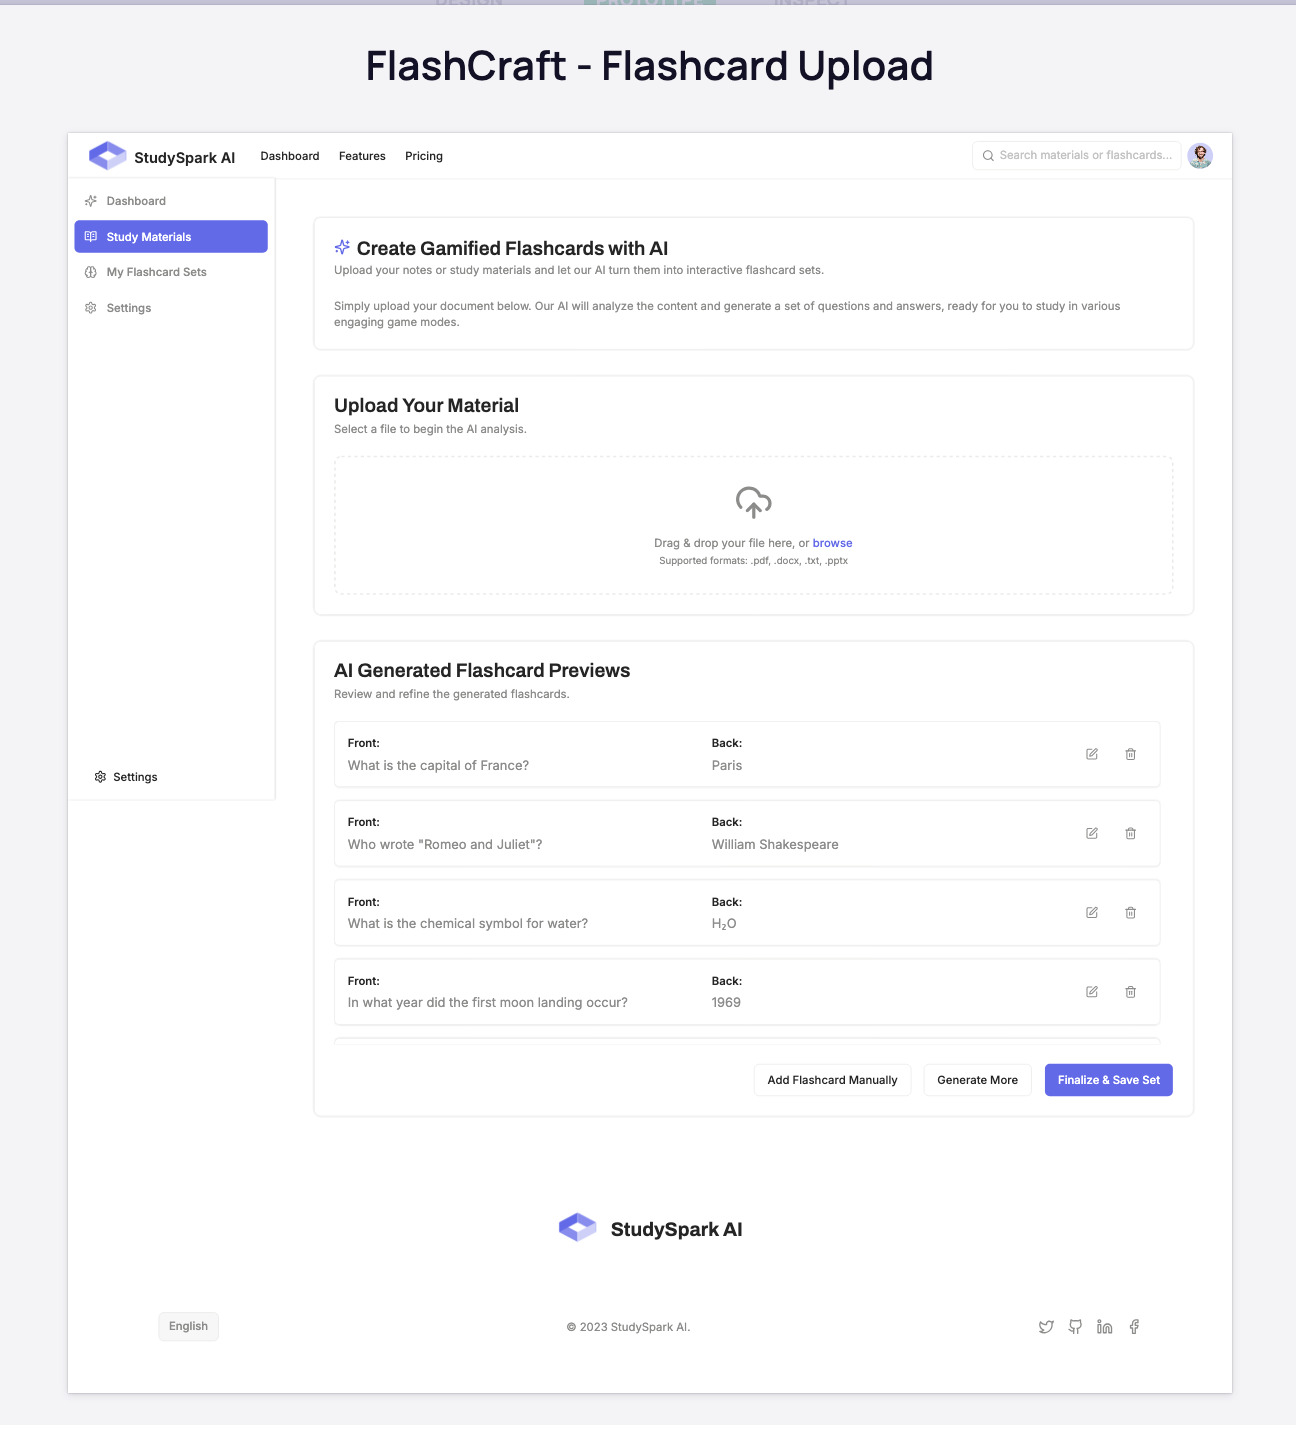 DESIGN PROTOTYPE INSPECT
FlashCraft - Flashcard Upload
StudySpark AI
Dashboard
Features
Pricing
Search materials or flashcards...
Dashboard
Study Materials
My Flashcard Sets
Settings
Settings
Create Gamified Flashcards with AI
Upload your notes or study materials and let our AI turn them into interactive flashcard sets.
Simply upload your document below. Our AI will analyze the content and generate a set of questions and answers, ready for you to study in various
engaging game modes.
Upload Your Material
Select a file to begin the AI analysis.
Drag & drop your file here, or browse
Supported formats: .pdf, .docx, .txt, .pptx
AI Generated Flashcard Previews
Review and refine the generated flashcards.
Front:
What is the capital of France?
Back:
Paris
Front:
Who wrote "Romeo and Juliet"?
Back:
William Shakespeare
Front:
What is the chemical symbol for water?
Back:
H₂O
Front:
In what year did the first moon landing occur?
Back:
1969
Add Flashcard Manually
Generate More
Finalize & Save Set
StudySpark AI
English
© 2023 StudySpark AI.